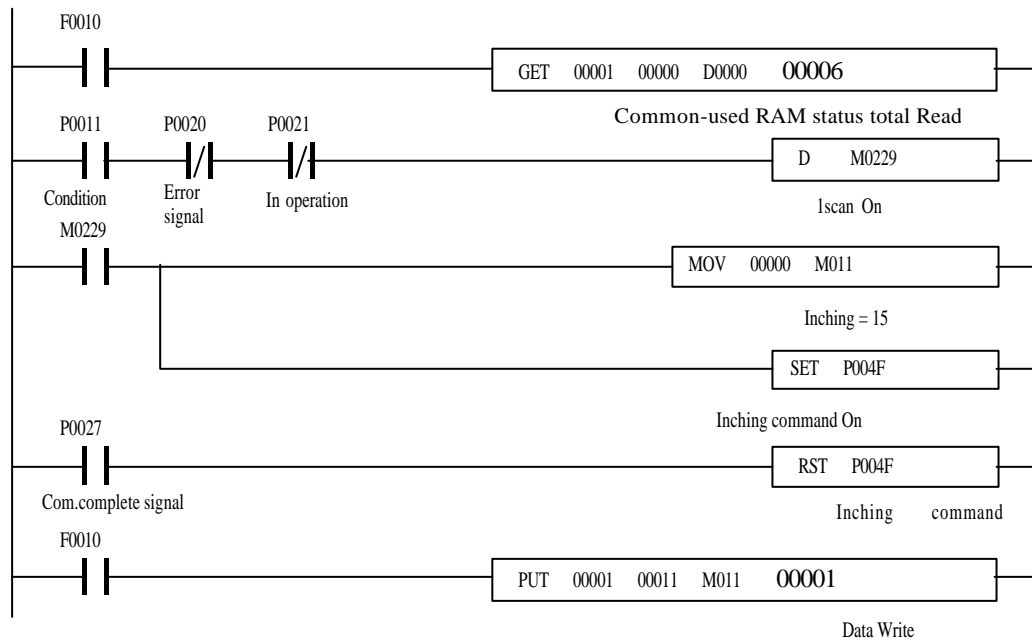 F0010
GET 00001 00000 D0000 00006
Common-used RAM status total Read
P0011 P0020 P0021
D M0229
Condition Error signal In operation
1scan On
M0229
MOV 00000 M011
Inching = 15
SET P004F
Inching command On
P0027
RST P004F
Com.complete signal
Inching command
F0010
PUT 00001 00011 M011 00001
Data Write